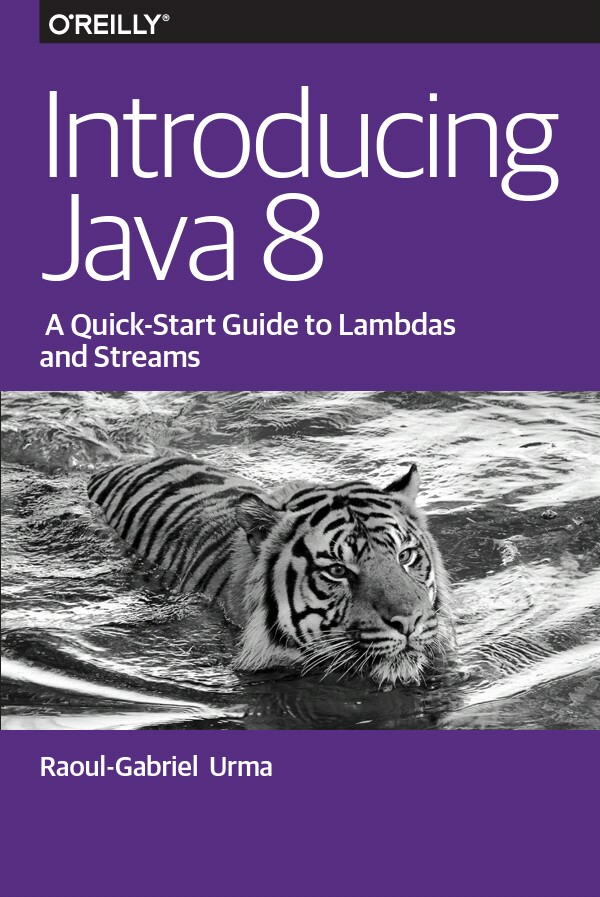 O'REILLY®
Introducing
Java 8
A Quick-Start Guide to Lambdas
and Streams
Raoul-Gabriel Urma